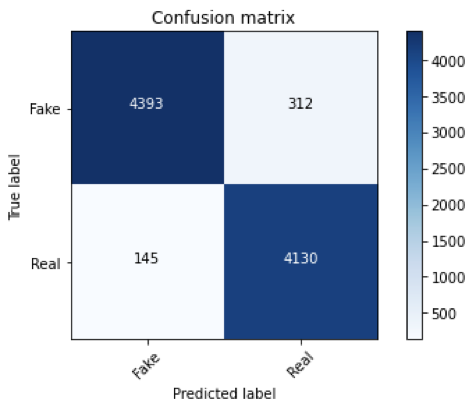 Confusion matrix
True label
Fake
4393
312
Real
145
4130
Fake
Real
Predicted label
4000
3500
3000
2500
2000
1500
1000
500